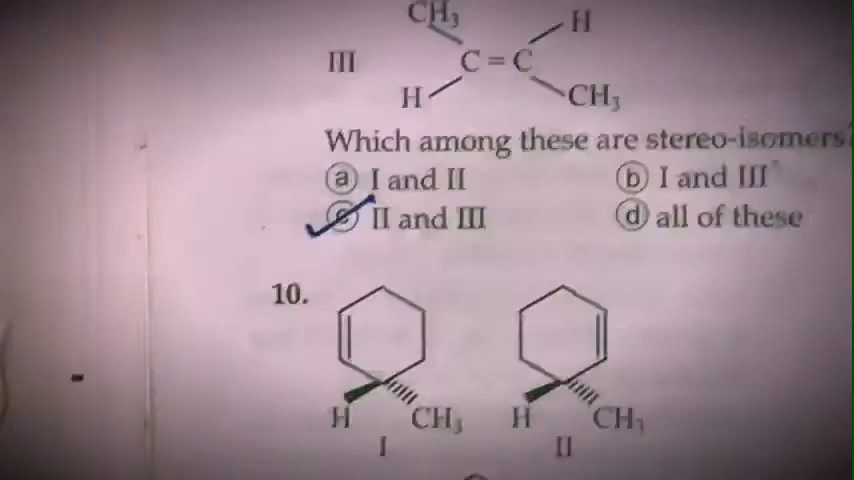 CH₃ H
III C = C
H CH₃
Which among these are stereo-isomers?
ⓐ I and II ⓑ I and III
ⓒ II and III ⓓ all of these
10.
H CH₃ H CH₃
I II